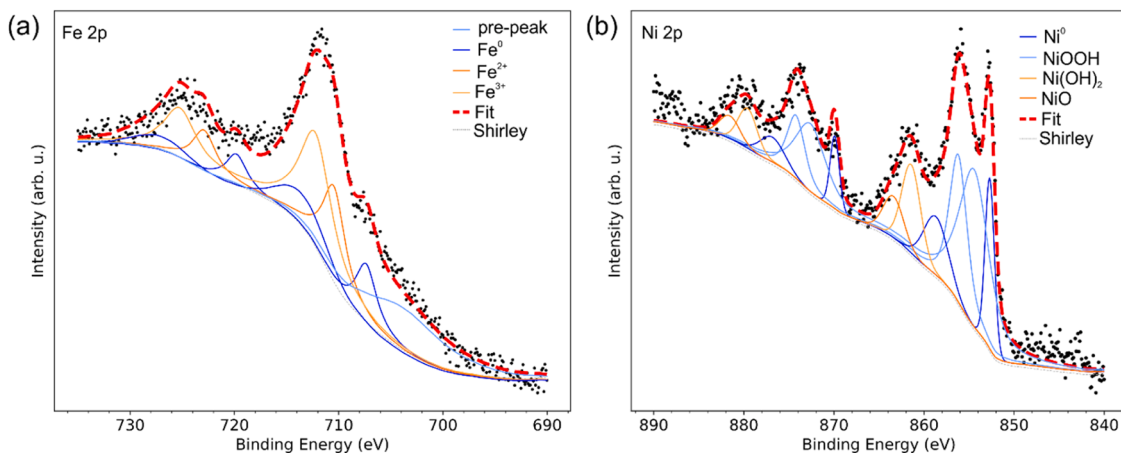 (a)
Fe 2p
pre-peak
Fe⁰
Fe²⁺
Fe³⁺
Fit
Shirley
Intensity (arb. u.)
730
720
710
700
690
Binding Energy (eV)
(b)
Ni 2p
Ni⁰
NiOOH
Ni(OH)₂
NiO
Fit
Shirley
Intensity (arb. u.)
890
880
870
860
850
840
Binding Energy (eV)